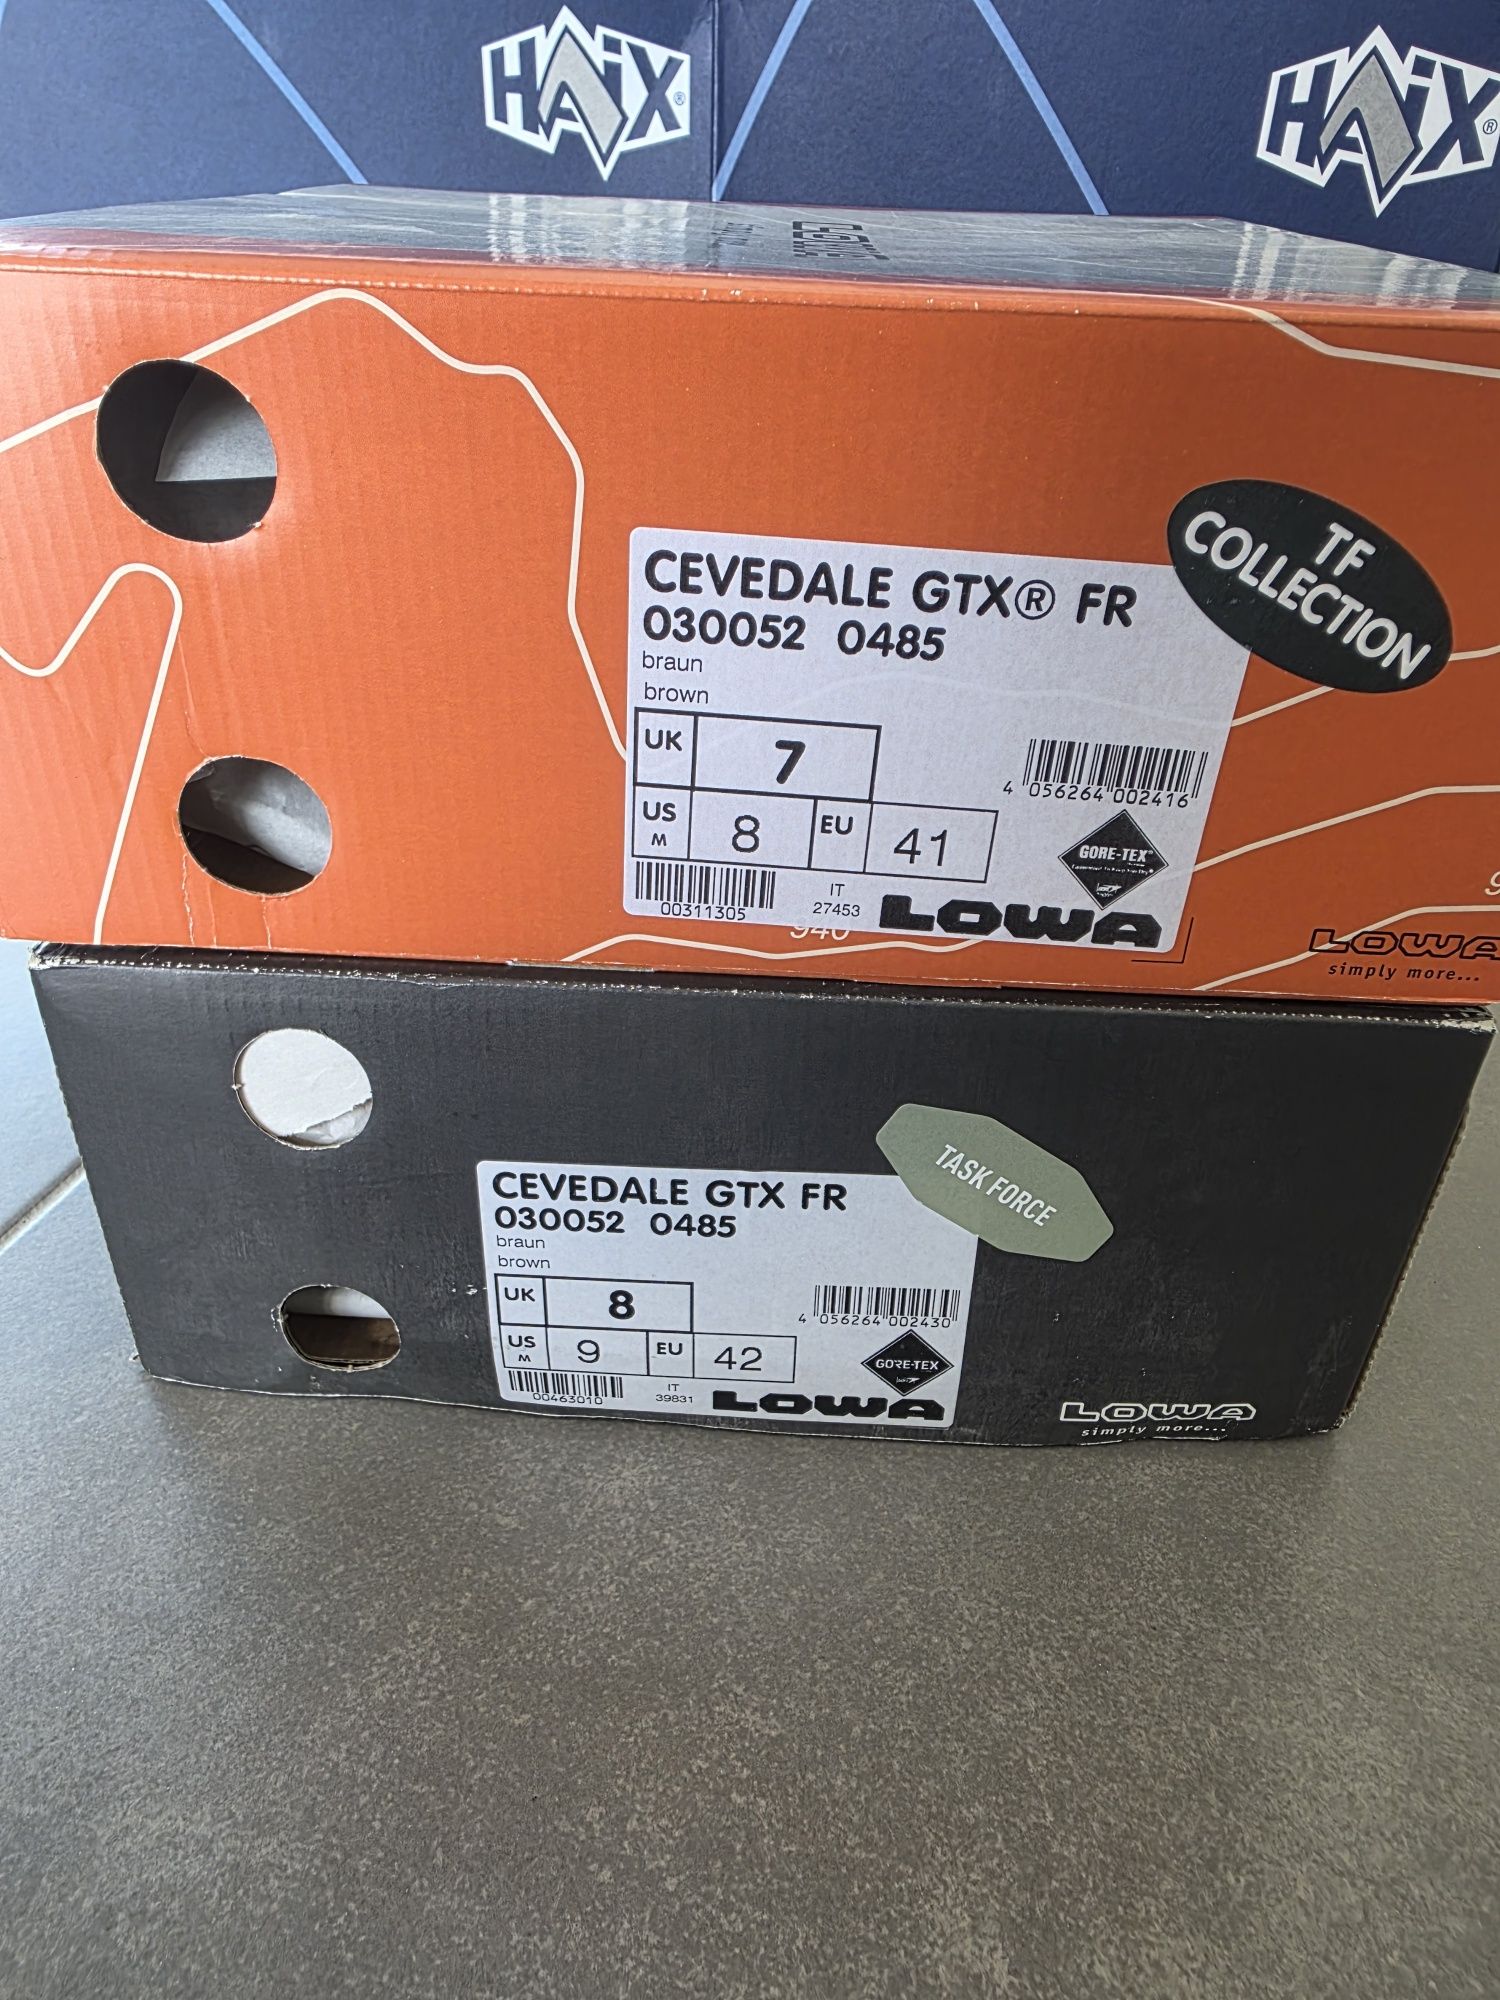 HAIX®
HAIX®
TF
COLLECTION
CEVEDALE GTX® FR
030052 0485
braun
brown
UK 7
US M 8 EU 41
4 056264 002416
GORE-TEX®
00311305
IT
27453
LOWA
940
LOWA
simply more...
TASK FORCE
CEVEDALE GTX FR
030052 0485
braun
brown
UK 8
US M 9 EU 42
4 056264 002430
GORE-TEX
00463010
IT
39831
LOWA
LOWA
simply more...